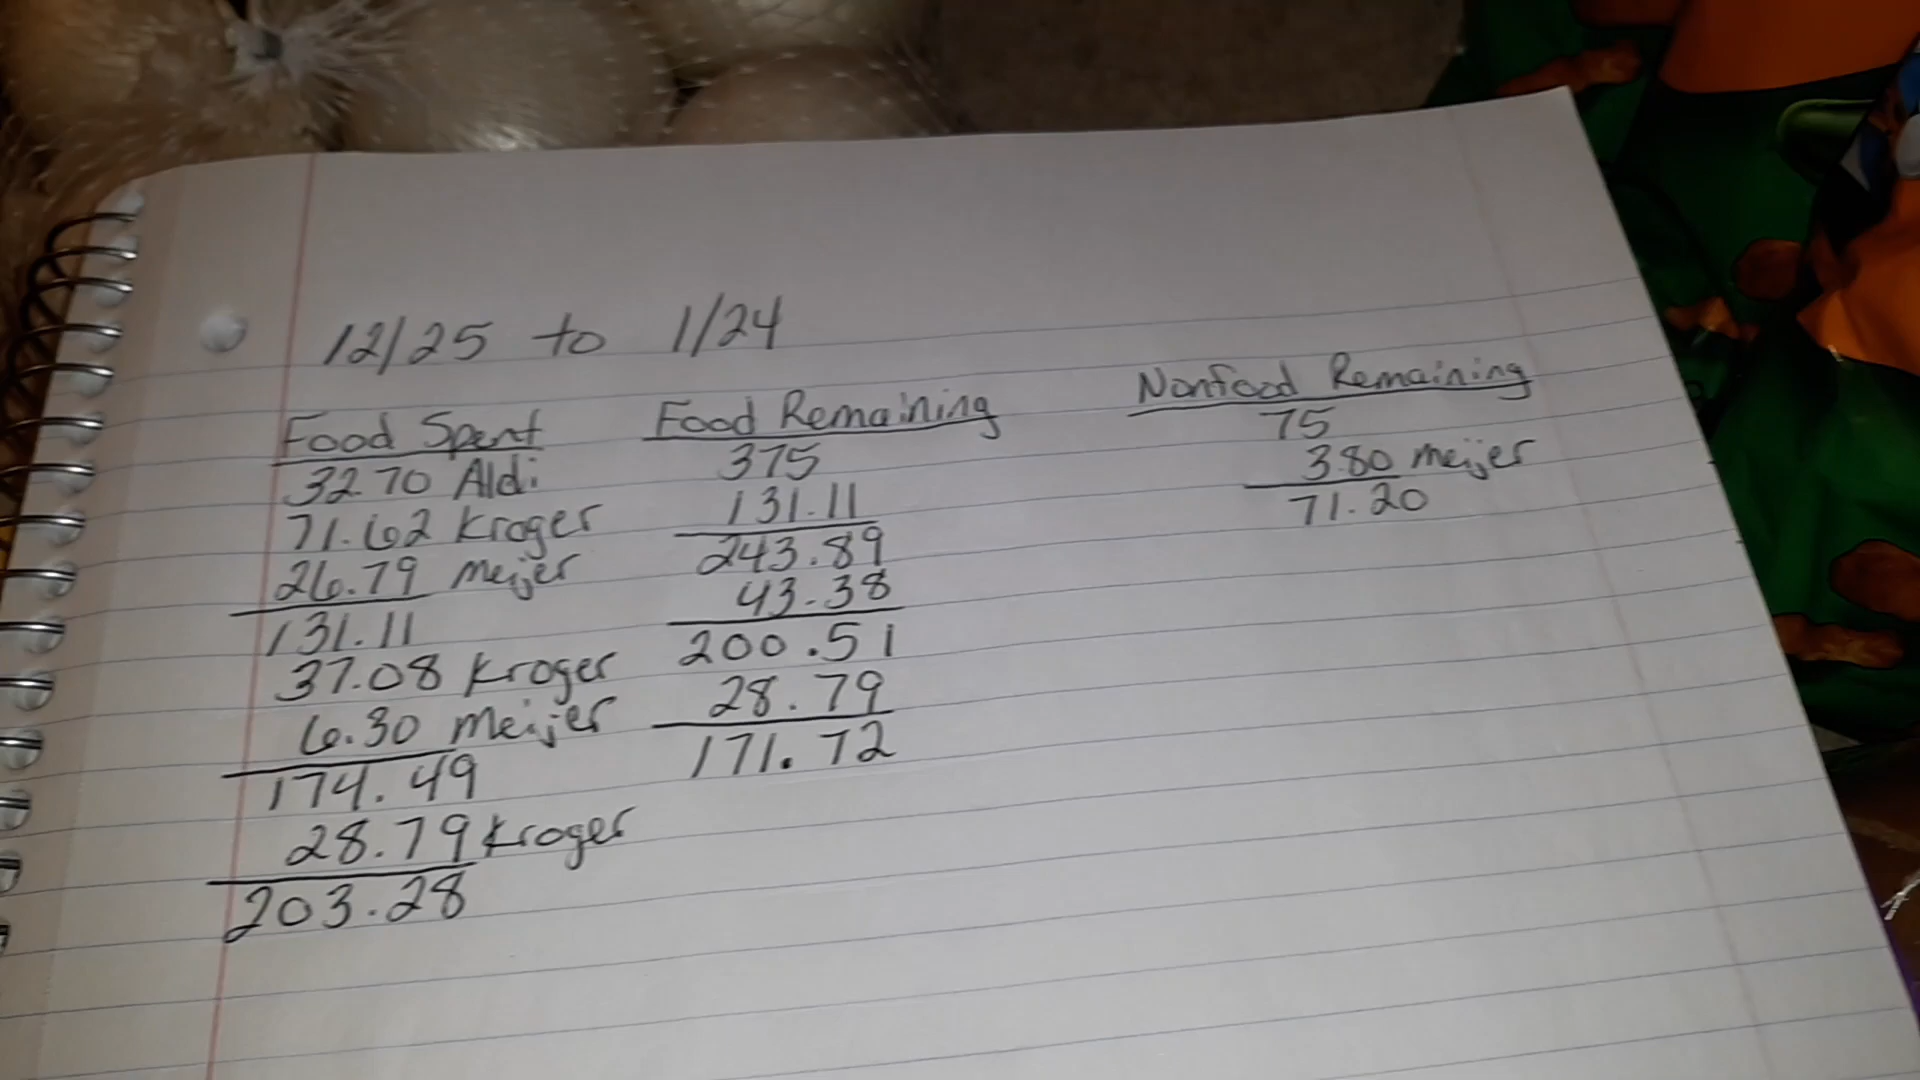 12/25 to 1/24
Food Spent
32.70 Aldi
71.62 Kroger
26.79 meijer
131.11
37.08 Kroger
6.30 Meijer
174.49
28.79 Kroger
203.28
Food Remaining
375
131.11
243.89
43.38
200.51
28.79
171.72
Nonfood Remaining
75
3.80 meijer
71.20